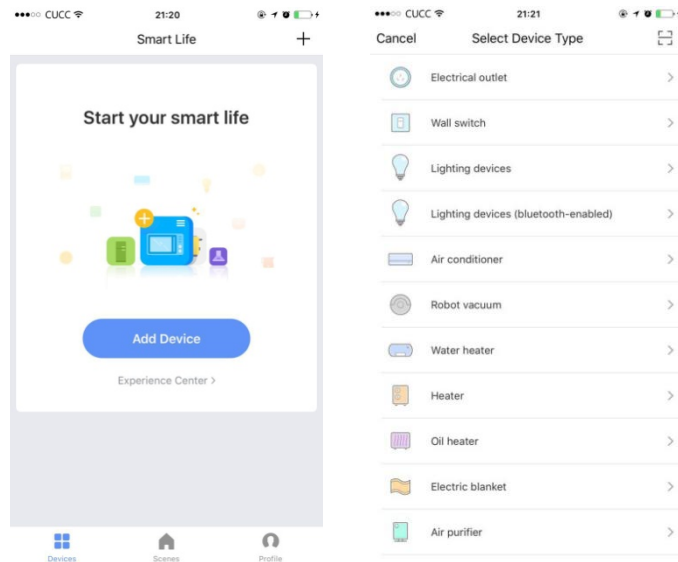 CUCC 21:20
Smart Life +
Start your smart life
Add Device
Experience Center >
Devices Scenes Profile
CUCC 21:21
Cancel Select Device Type
Electrical outlet
Wall switch
Lighting devices
Lighting devices (bluetooth-enabled)
Air conditioner
Robot vacuum
Water heater
Heater
Oil heater
Electric blanket
Air purifier